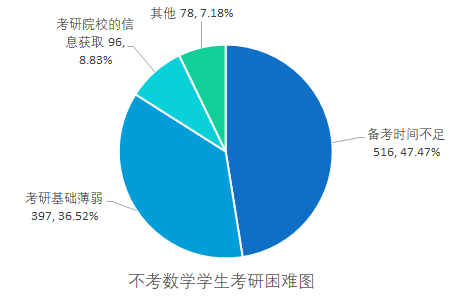 其他 78, 7.18%
考研院校的信
息获取 96,
8.83%
备考时间不足
516, 47.47%
考研基础薄弱
397, 36.52%
不考数学学生考研困难图